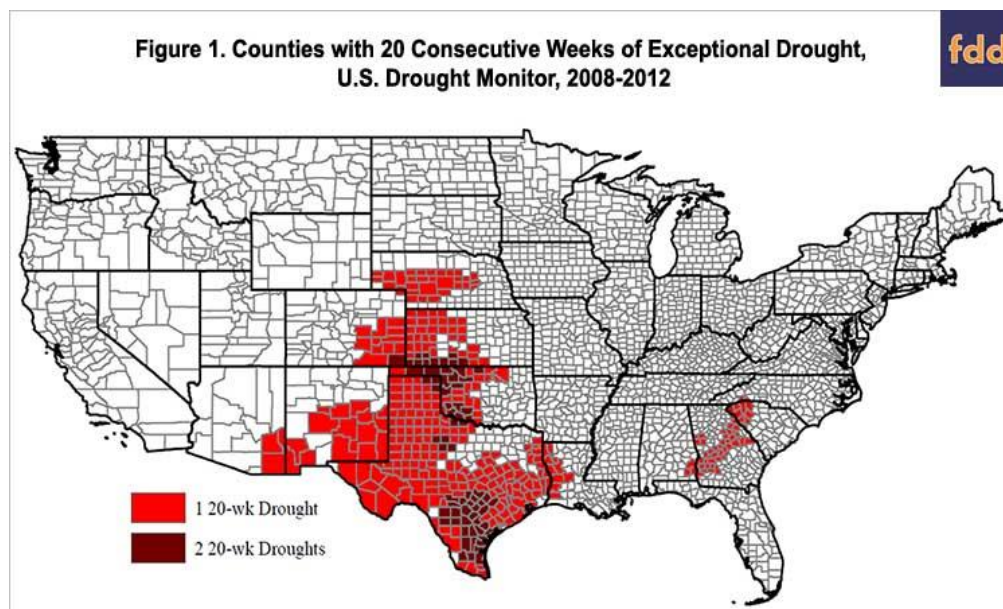 Figure 1. Counties with 20 Consecutive Weeks of Exceptional Drought,
U.S. Drought Monitor, 2008-2012
fdd
1 20-wk Drought
2 20-wk Droughts